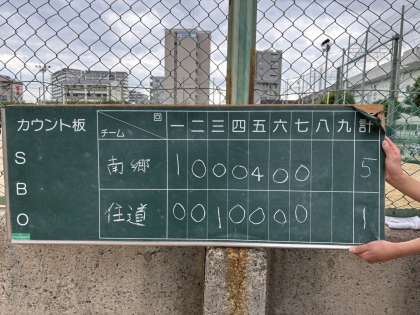 カウント板
回
チーム
一 二 三 四 五 六 七 八 九 計
S
B
O
南郷 1 0 0 0 4 0 0 5
住道 0 0 1 0 0 0 0 1